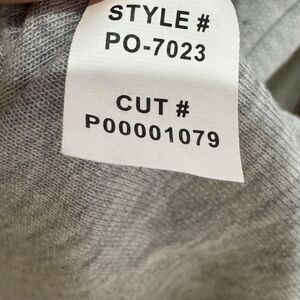 STYLE #
PO-7023
CUT #
P00001079